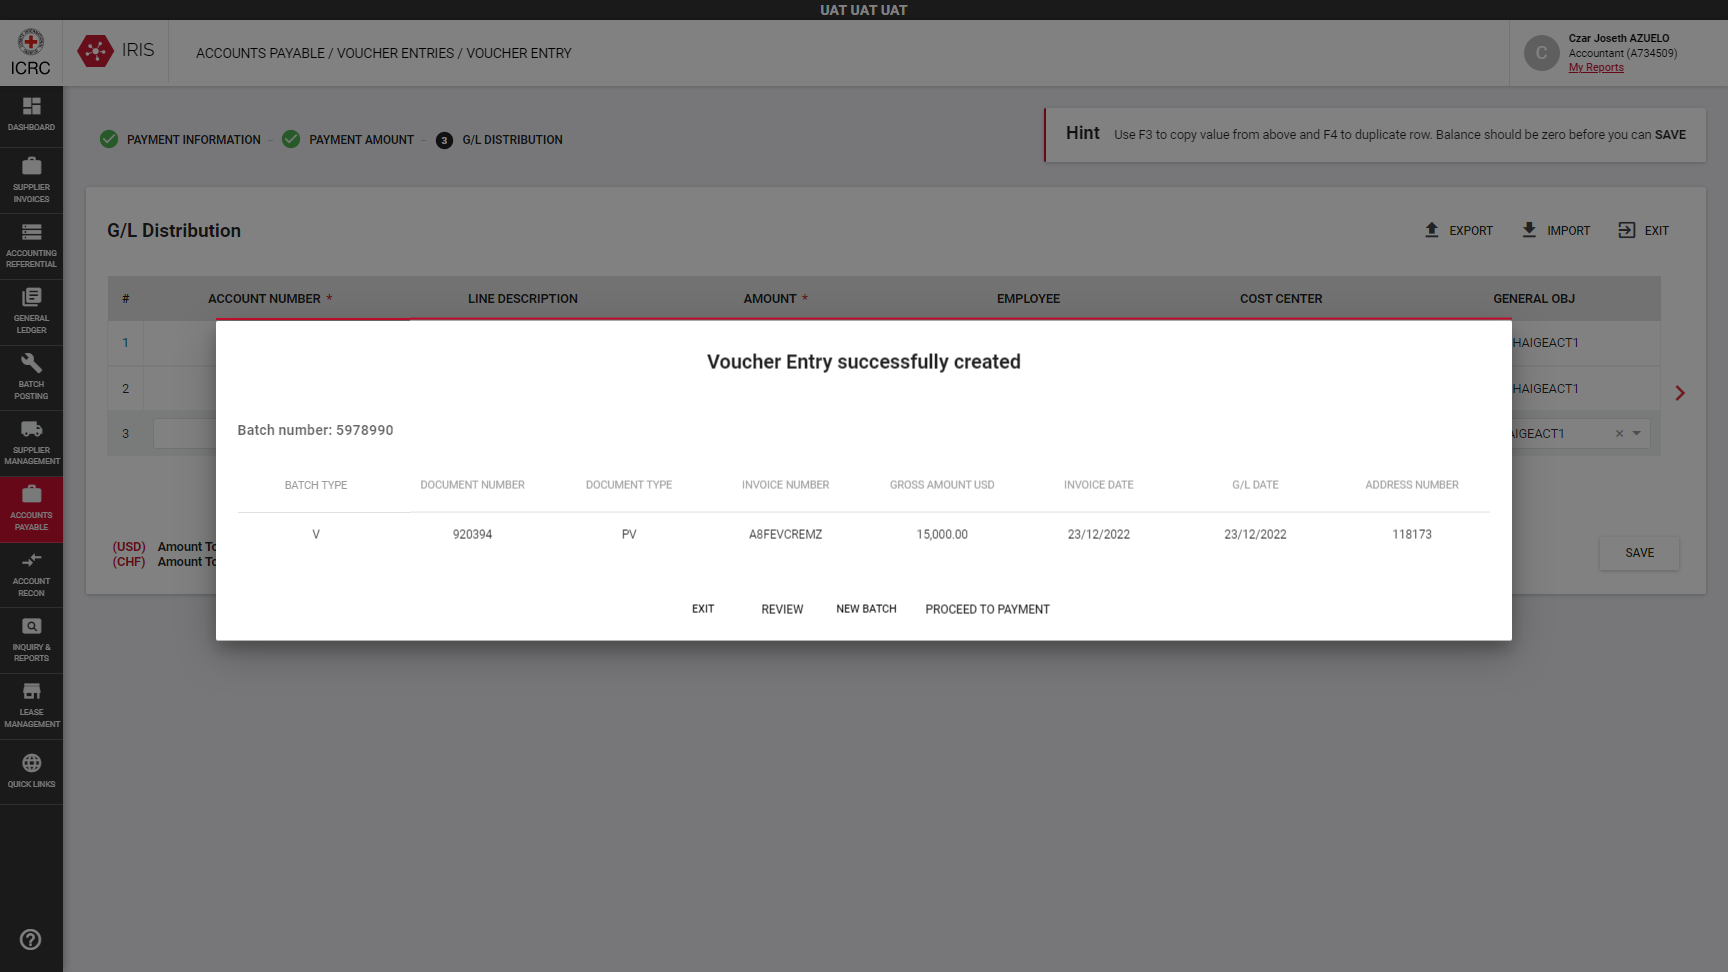 UAT UAT UAT
ICRC
IRIS
ACCOUNTS PAYABLE / VOUCHER ENTRIES / VOUCHER ENTRY
C
Czar Joseth AZUELO
Accountant (A734509)
My Reports
DASHBOARD
SUPPLIER
INVOICES
ACCOUNTING
REFERENTIAL
GENERAL
LEDGER
BATCH
POSTING
SUPPLIER
MANAGEMENT
ACCOUNTS
PAYABLE
ACCOUNT
RECON
INQUIRY &
REPORTS
LEASE
MANAGEMENT
QUICK LINKS
PAYMENT INFORMATION
PAYMENT AMOUNT
3 G/L DISTRIBUTION
Hint Use F3 to copy value from above and F4 to duplicate row. Balance should be zero before you can SAVE
G/L Distribution
EXPORT IMPORT EXIT
# ACCOUNT NUMBER * LINE DESCRIPTION AMOUNT * EMPLOYEE COST CENTER GENERAL OBJ
1 HAIGEACT1
2 HAIGEACT1
3 AIGEACT1
(USD) Amount To
(CHF) Amount To
SAVE
Voucher Entry successfully created
Batch number: 5978990
BATCH TYPE DOCUMENT NUMBER DOCUMENT TYPE INVOICE NUMBER GROSS AMOUNT USD INVOICE DATE G/L DATE ADDRESS NUMBER
V 920394 PV A8FEVCREMZ 15,000.00 23/12/2022 23/12/2022 118173
EXIT REVIEW NEW BATCH PROCEED TO PAYMENT